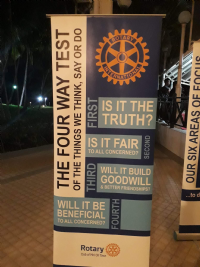 ROTARY
INTERNATIONAL
THE FOUR WAY TEST
OF THE THINGS WE THINK, SAY OR DO
FIRST
IS IT THE
TRUTH?
IS IT FAIR
TO ALL CONCERNED?
SECOND
THIRD
WILL IT BUILD
GOODWILL
& BETTER FRIENDSHIPS?
WILL IT BE
BENEFICIAL
TO ALL CONCERNED?
FOURTH
Rotary
OUR SIX AREAS OF FOCUS